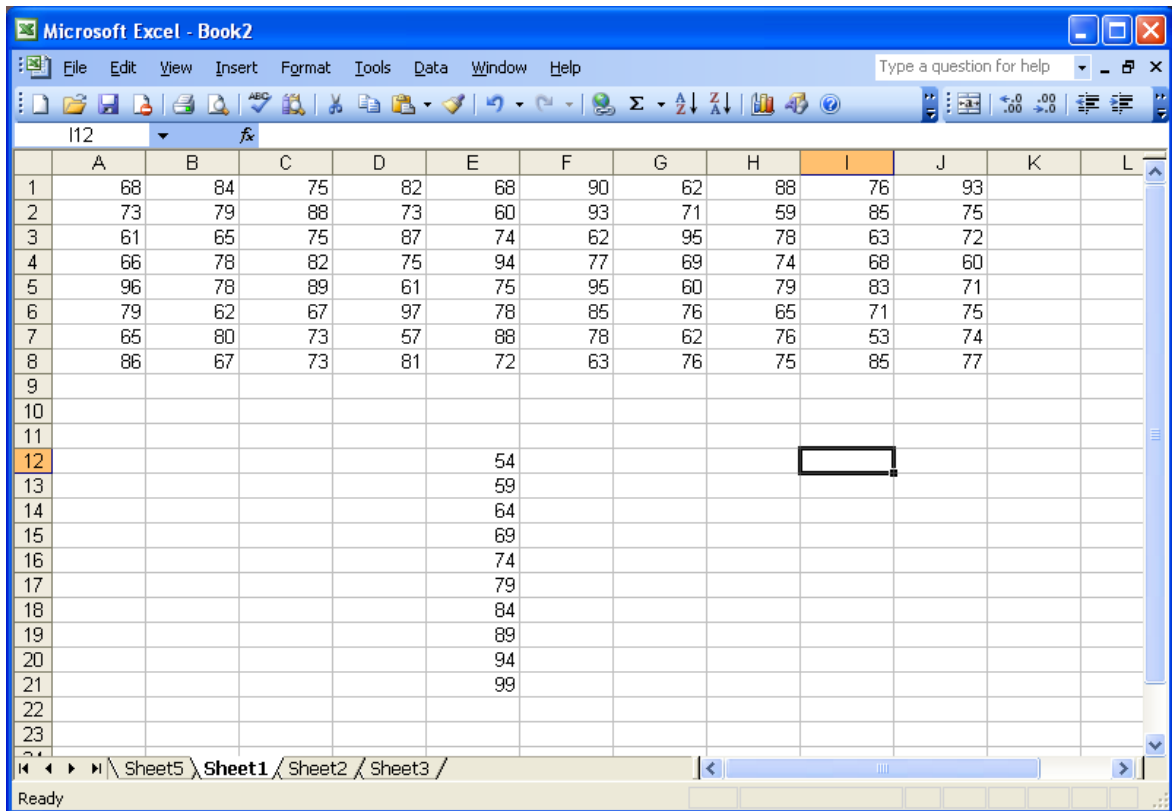 Microsoft Excel - Book2
File Edit View Insert Format Tools Data Window Help Type a question for help
I12 fx
A B C D E F G H I J K L
1 68 84 75 82 68 90 62 88 76 93
2 73 79 88 73 60 93 71 59 85 75
3 61 65 75 87 74 62 95 78 63 72
4 66 78 82 75 94 77 69 74 68 60
5 96 78 89 61 75 95 60 79 83 71
6 79 62 67 97 78 85 76 65 71 75
7 65 80 73 57 88 78 62 76 53 74
8 86 67 73 81 72 63 76 75 85 77
9
10
11
12 54
13 59
14 64
15 69
16 74
17 79
18 84
19 89
20 94
21 99
22
23
Sheet5 Sheet1 Sheet2 Sheet3
Ready